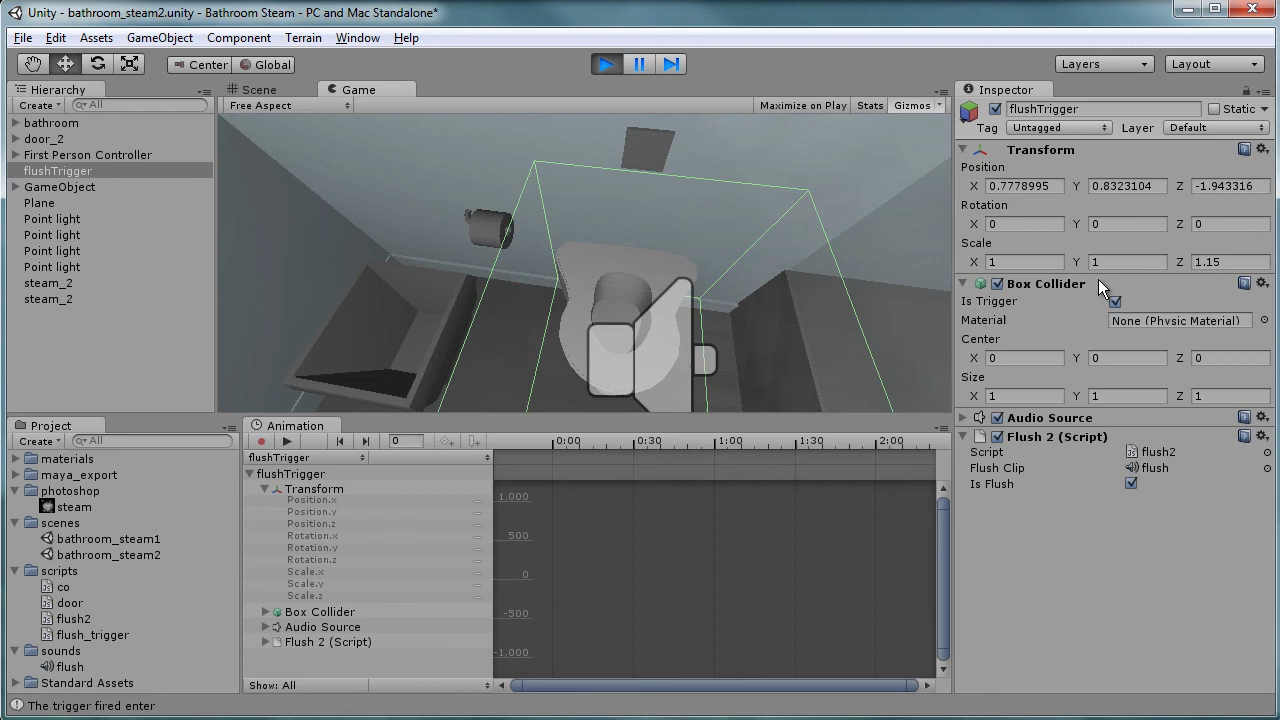 Unity - bathroom_steam2.unity - Bathroom Steam - PC and Mac Standalone*
File Edit Assets GameObject Component Terrain Window Help
Center Global Layers Layout
Hierarchy
Create All
bathroom
door_2
First Person Controller
flushTrigger
GameObject
Plane
Point light
Point light
Point light
Point light
steam_2
steam_2
Scene Game
Free Aspect Maximize on Play Stats Gizmos
Inspector
flushTrigger Static
Tag Untagged Layer Default
Transform
Position
X 0.7778995 Y 0.8323104 Z -1.943316
Rotation
X 0 Y 0 Z 0
Scale
X 1 Y 1 Z 1.15
Box Collider
Is Trigger
Material None (Physic Material)
Center
X 0 Y 0 Z 0
Size
X 1 Y 1 Z 1
Audio Source
Flush 2 (Script)
Script flush2
Flush Clip flush
Is Flush
Project
Create All
materials
maya_export
photoshop
steam
scenes
bathroom_steam1
bathroom_steam2
scripts
co
door
flush2
flush_trigger
sounds
flush
Standard Assets
Animation
0 0:00 0:30 1:00 1:30 2:00
flushTrigger
flushTrigger
Transform
Position.x
Position.y
Position.z
Rotation.x
Rotation.y
Rotation.z
Scale.x
Scale.y
Scale.z
Box Collider
Audio Source
Flush 2 (Script)
Show: All
1,000
500
0
-500
-1,000
The trigger fired enter